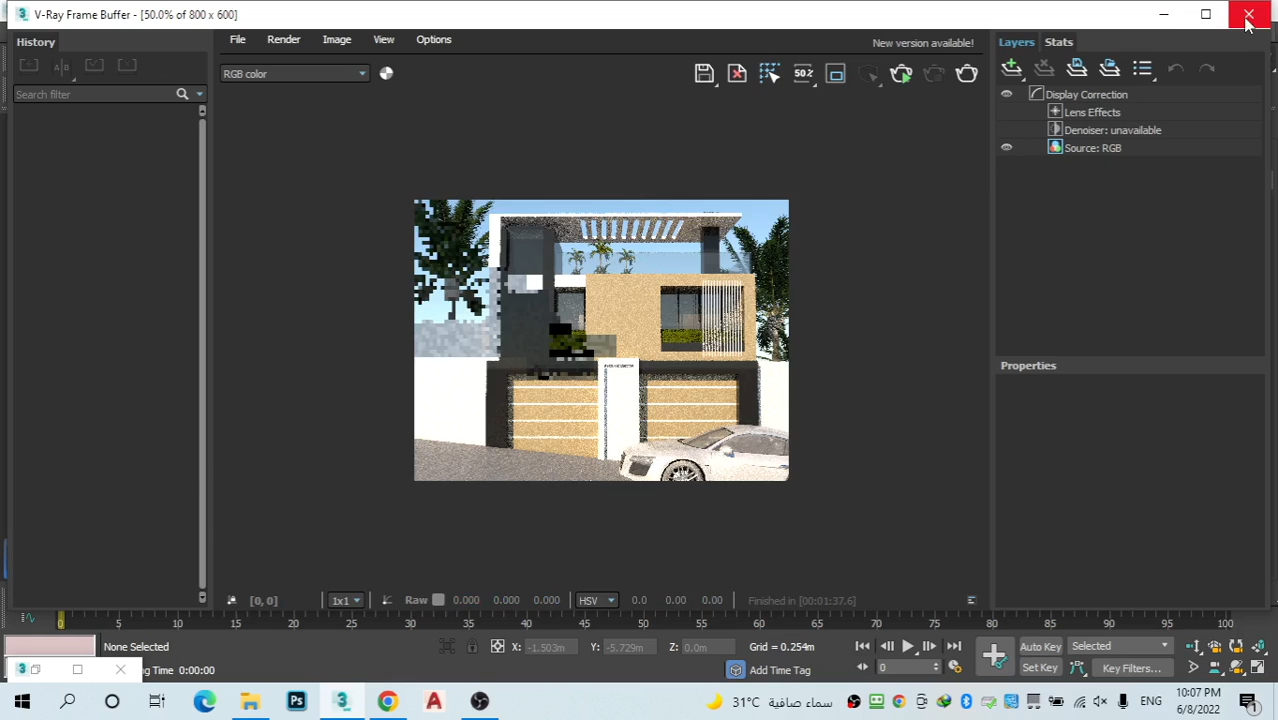 V-Ray Frame Buffer - [50.0% of 800 x 600]
History
File Render Image View Options
New version available!
Layers Stats
RGB color
50%
Search filter
Display Correction
Lens Effects
Denoiser: unavailable
Source: RGB
Properties
[0, 0] 1x1 Raw 0.000 0.000 0.000 HSV 0.0 0.00 0.00 Finished in [00:01:37.6]
0 5 10 15 20 25 30 35 40 45 50 55 60 65 70 75 80 85 90 95 100
None Selected X: -1.503m Y: -5.729m Z: 0.0m Grid = 0.254m Auto Key Selected
ng Time 0:00:00 Add Time Tag 0 Set Key Key Filters...
31°C سماء صافية ENG 10:07 PM
6/8/2022